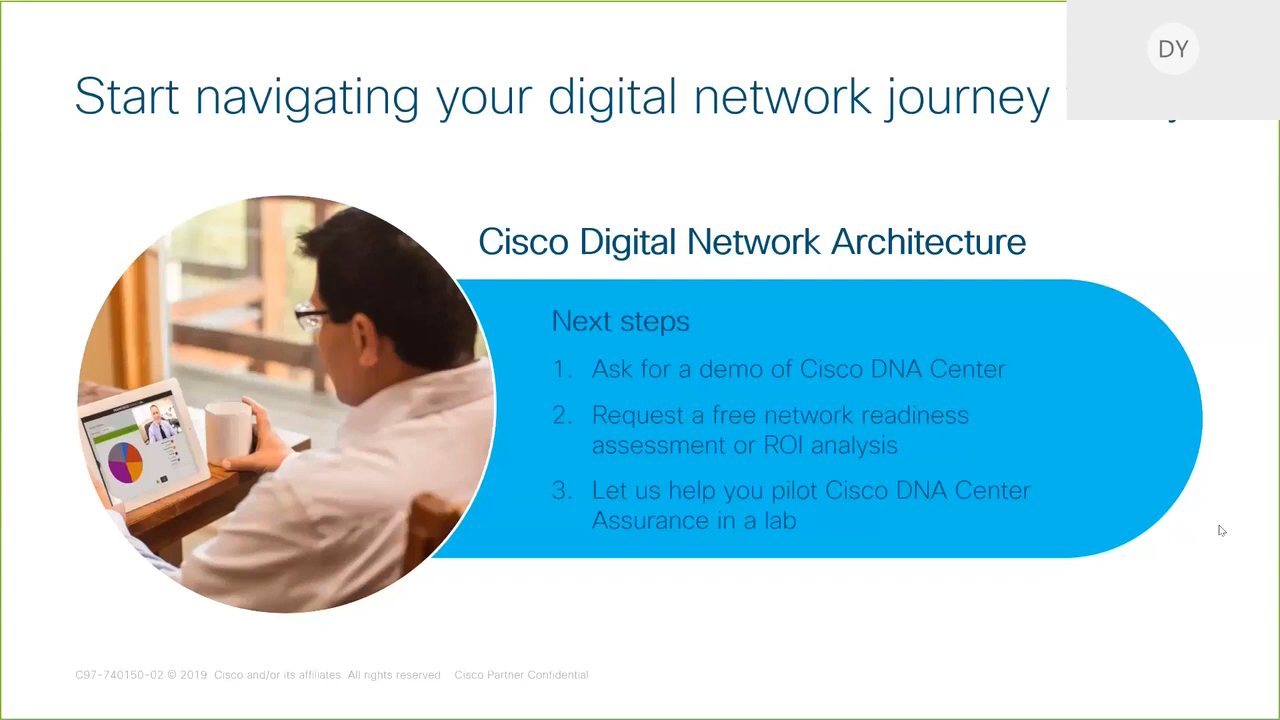 DY
Start navigating your digital network journey
Cisco Digital Network Architecture
Next steps
1. Ask for a demo of Cisco DNA Center
2. Request a free network readiness
assessment or ROI analysis
3. Let us help you pilot Cisco DNA Center
Assurance in a lab
C97-740150-02 © 2019 Cisco and/or its affiliates. All rights reserved. Cisco Partner Confidential